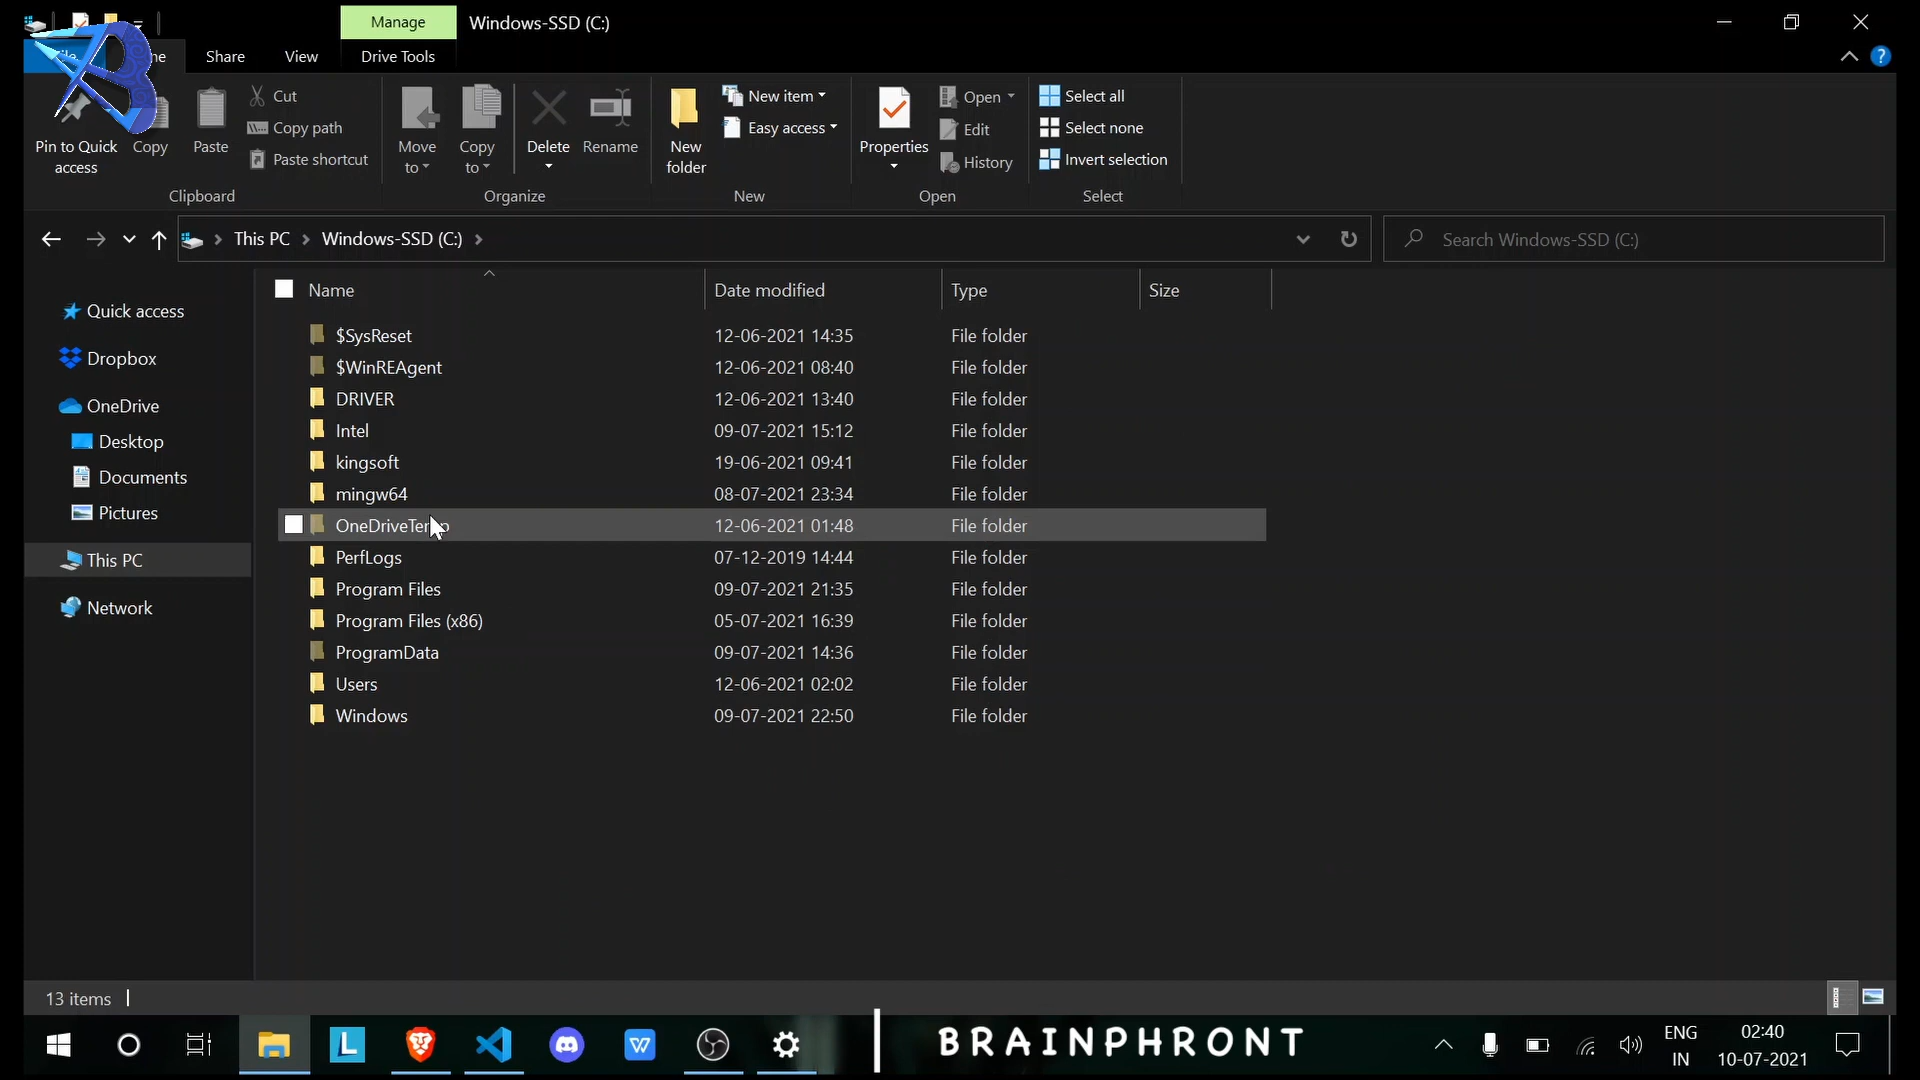 Manage Windows-SSD (C:)
Share View Drive Tools
Pin to Quick access
Copy
Paste
Cut
Copy path
Paste shortcut
Clipboard
Move to
Copy to
Delete
Rename
Organize
New folder
New item
Easy access
New
Properties
Open
Edit
History
Open
Select all
Select none
Invert selection
Select
This PC Windows-SSD (C:)
Search Windows-SSD (C:)
Quick access
Dropbox
OneDrive
Desktop
Documents
Pictures
This PC
Network
Name Date modified Type Size
$SysReset 12-06-2021 14:35 File folder
$WinREAgent 12-06-2021 08:40 File folder
DRIVER 12-06-2021 13:40 File folder
Intel 09-07-2021 15:12 File folder
kingsoft 19-06-2021 09:41 File folder
mingw64 08-07-2021 23:34 File folder
OneDriveTemp 12-06-2021 01:48 File folder
PerfLogs 07-12-2019 14:44 File folder
Program Files 09-07-2021 21:35 File folder
Program Files (x86) 05-07-2021 16:39 File folder
ProgramData 09-07-2021 14:36 File folder
Users 12-06-2021 02:02 File folder
Windows 09-07-2021 22:50 File folder
13 items
BRAINPHRONT
ENG IN
02:40
10-07-2021